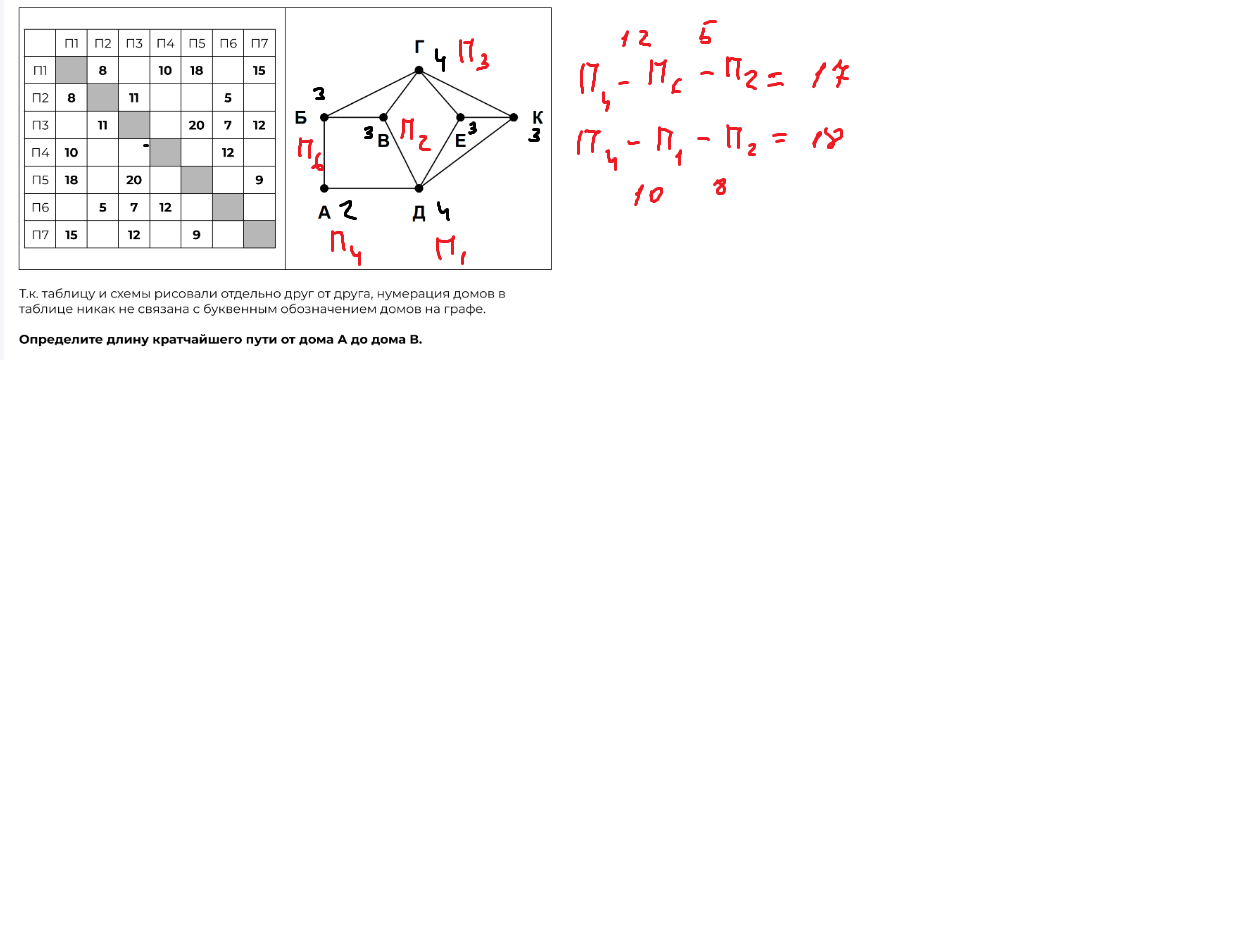 П1 П2 П3 П4 П5 П6 П7
П1 8 10 18 15
П2 8 11 5
П3 11 20 7 12
П4 10 12
П5 18 20 9
П6 5 7 12
П7 15 12 9
Г 4 П3
3
Б К
3 В П2 Е 3 3
П6
А 2 Д 4
П4 П1
12 5
П4 - П6 - П2 = 17
П4 - П1 - П2 = 18
10 8
Т.к. таблицу и схемы рисовали отдельно друг от друга, нумерация домов в
таблице никак не связана с буквенным обозначением домов на графе.
Определите длину кратчайшего пути от дома А до дома В.